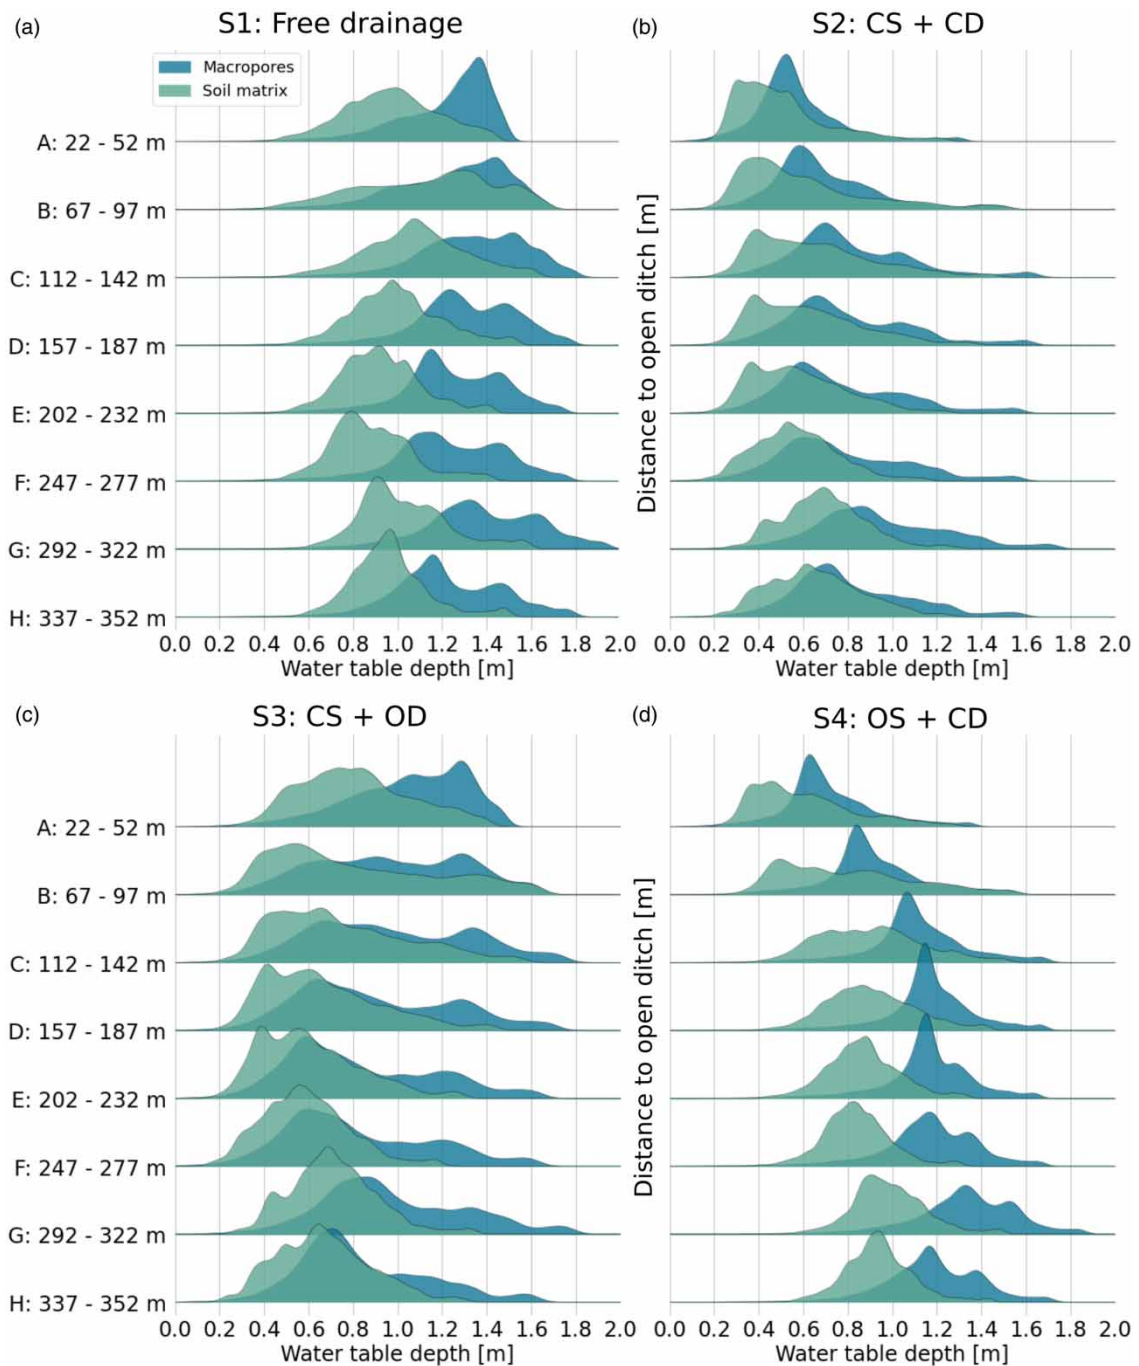 (a)
S1: Free drainage
Macropores
Soil matrix
A: 22 - 52 m
B: 67 - 97 m
C: 112 - 142 m
D: 157 - 187 m
E: 202 - 232 m
F: 247 - 277 m
G: 292 - 322 m
H: 337 - 352 m
0.0 0.2 0.4 0.6 0.8 1.0 1.2 1.4 1.6 1.8 2.0
Water table depth [m]
(b)
S2: CS + CD
Distance to open ditch [m]
0.0 0.2 0.4 0.6 0.8 1.0 1.2 1.4 1.6 1.8 2.0
Water table depth [m]
(c)
S3: CS + OD
A: 22 - 52 m
B: 67 - 97 m
C: 112 - 142 m
D: 157 - 187 m
E: 202 - 232 m
F: 247 - 277 m
G: 292 - 322 m
H: 337 - 352 m
0.0 0.2 0.4 0.6 0.8 1.0 1.2 1.4 1.6 1.8 2.0
Water table depth [m]
(d)
S4: OS + CD
Distance to open ditch [m]
0.0 0.2 0.4 0.6 0.8 1.0 1.2 1.4 1.6 1.8 2.0
Water table depth [m]